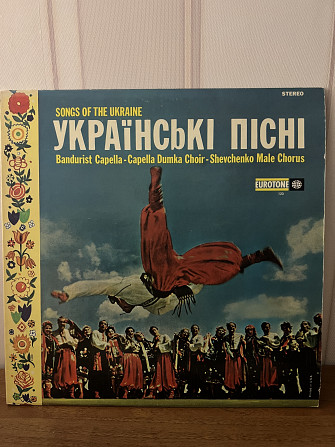 STEREO
SONGS OF THE UKRAINE
УКРАЇНСЬКІ ПІСНІ
Bandurist Capella - Capella Dumka Choir - Shevchenko Male Chorus
EUROTONE